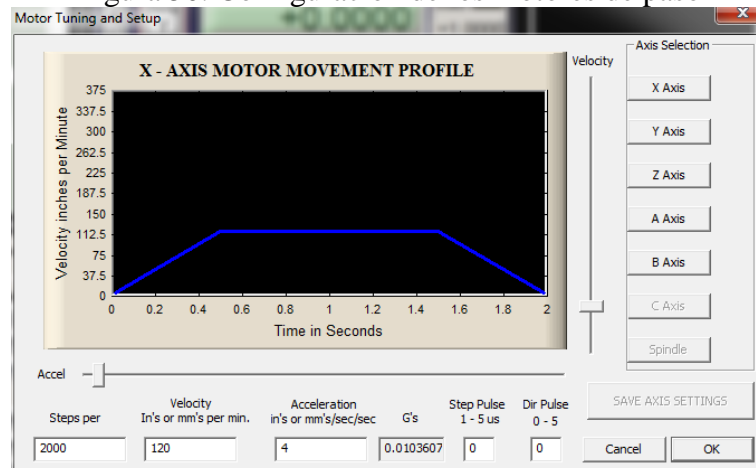 Motor Tuning and Setup
+0.0000
X - AXIS MOTOR MOVEMENT PROFILE
Velocity inches per Minute
375
337.5
300
262.5
225
187.5
150
112.5
75
37.5
0
0 0.2 0.4 0.6 0.8 1 1.2 1.4 1.6 1.8 2
Time in Seconds
Velocity
Axis Selection
X Axis
Y Axis
Z Axis
A Axis
B Axis
C Axis
Spindle
Accel
Steps per
2000
Velocity
In's or mm's per min.
120
Acceleration
in's or mm's/sec/sec
4
G's
0.0103607
Step Pulse
1 - 5 us
0
Dir Pulse
0 - 5
0
SAVE AXIS SETTINGS
Cancel
OK